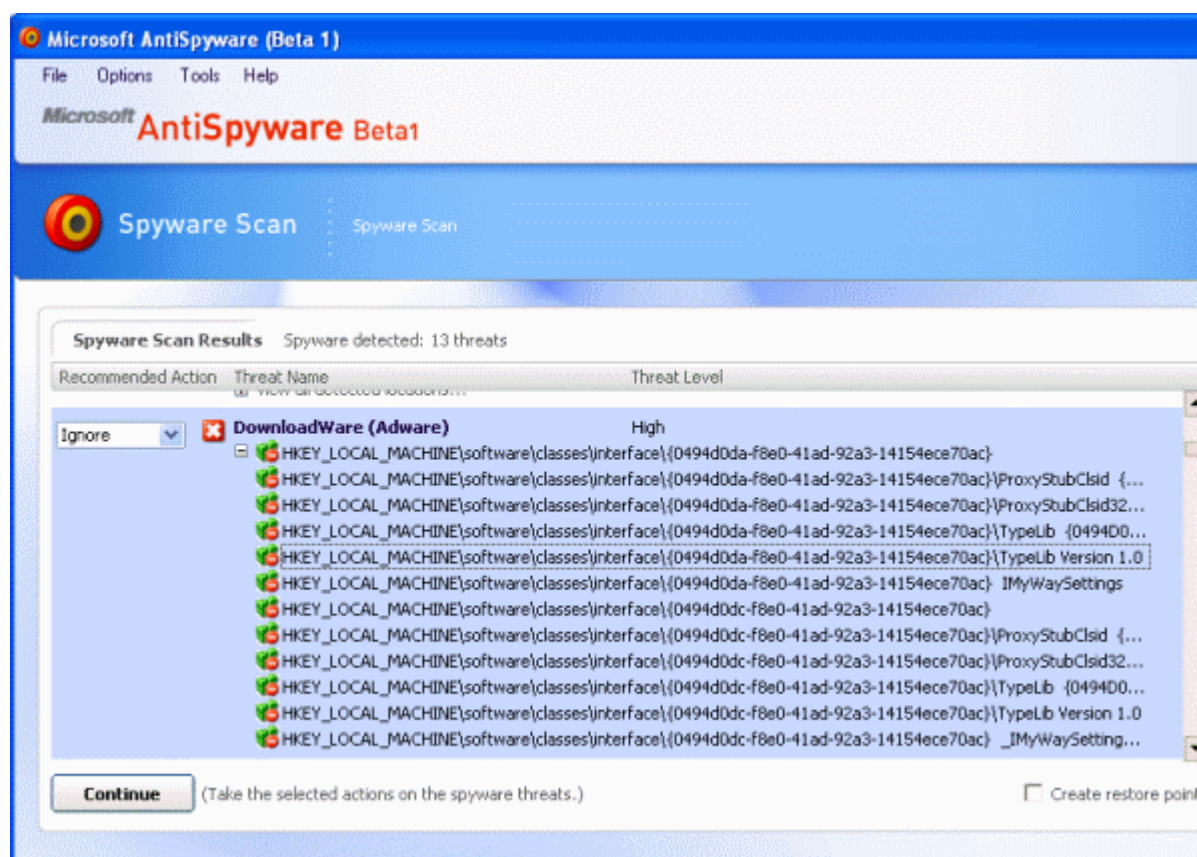 Microsoft AntiSpyware (Beta 1)
File Options Tools Help
Microsoft AntiSpyware Beta1
Spyware Scan Spyware Scan
Spyware Scan Results Spyware detected: 13 threats
Recommended Action Threat Name Threat Level
View all detected locations...
Ignore DownloadWare (Adware) High
HKEY_LOCAL_MACHINE\software\classes\interface\{0494d0da-f8e0-41ad-92a3-14154ece70ac}
HKEY_LOCAL_MACHINE\software\classes\interface\{0494d0da-f8e0-41ad-92a3-14154ece70ac}\ProxyStubClsid {...
HKEY_LOCAL_MACHINE\software\classes\interface\{0494d0da-f8e0-41ad-92a3-14154ece70ac}\ProxyStubClsid32...
HKEY_LOCAL_MACHINE\software\classes\interface\{0494d0da-f8e0-41ad-92a3-14154ece70ac}\TypeLib {0494D0...
HKEY_LOCAL_MACHINE\software\classes\interface\{0494d0da-f8e0-41ad-92a3-14154ece70ac}\TypeLib Version 1.0
HKEY_LOCAL_MACHINE\software\classes\interface\{0494d0da-f8e0-41ad-92a3-14154ece70ac} IMyWaySettings
HKEY_LOCAL_MACHINE\software\classes\interface\{0494d0dc-f8e0-41ad-92a3-14154ece70ac}
HKEY_LOCAL_MACHINE\software\classes\interface\{0494d0dc-f8e0-41ad-92a3-14154ece70ac}\ProxyStubClsid {...
HKEY_LOCAL_MACHINE\software\classes\interface\{0494d0dc-f8e0-41ad-92a3-14154ece70ac}\ProxyStubClsid32...
HKEY_LOCAL_MACHINE\software\classes\interface\{0494d0dc-f8e0-41ad-92a3-14154ece70ac}\TypeLib {0494D0...
HKEY_LOCAL_MACHINE\software\classes\interface\{0494d0dc-f8e0-41ad-92a3-14154ece70ac}\TypeLib Version 1.0
HKEY_LOCAL_MACHINE\software\classes\interface\{0494d0dc-f8e0-41ad-92a3-14154ece70ac} _IMyWaySetting...
Continue (Take the selected actions on the spyware threats.) Create restore point